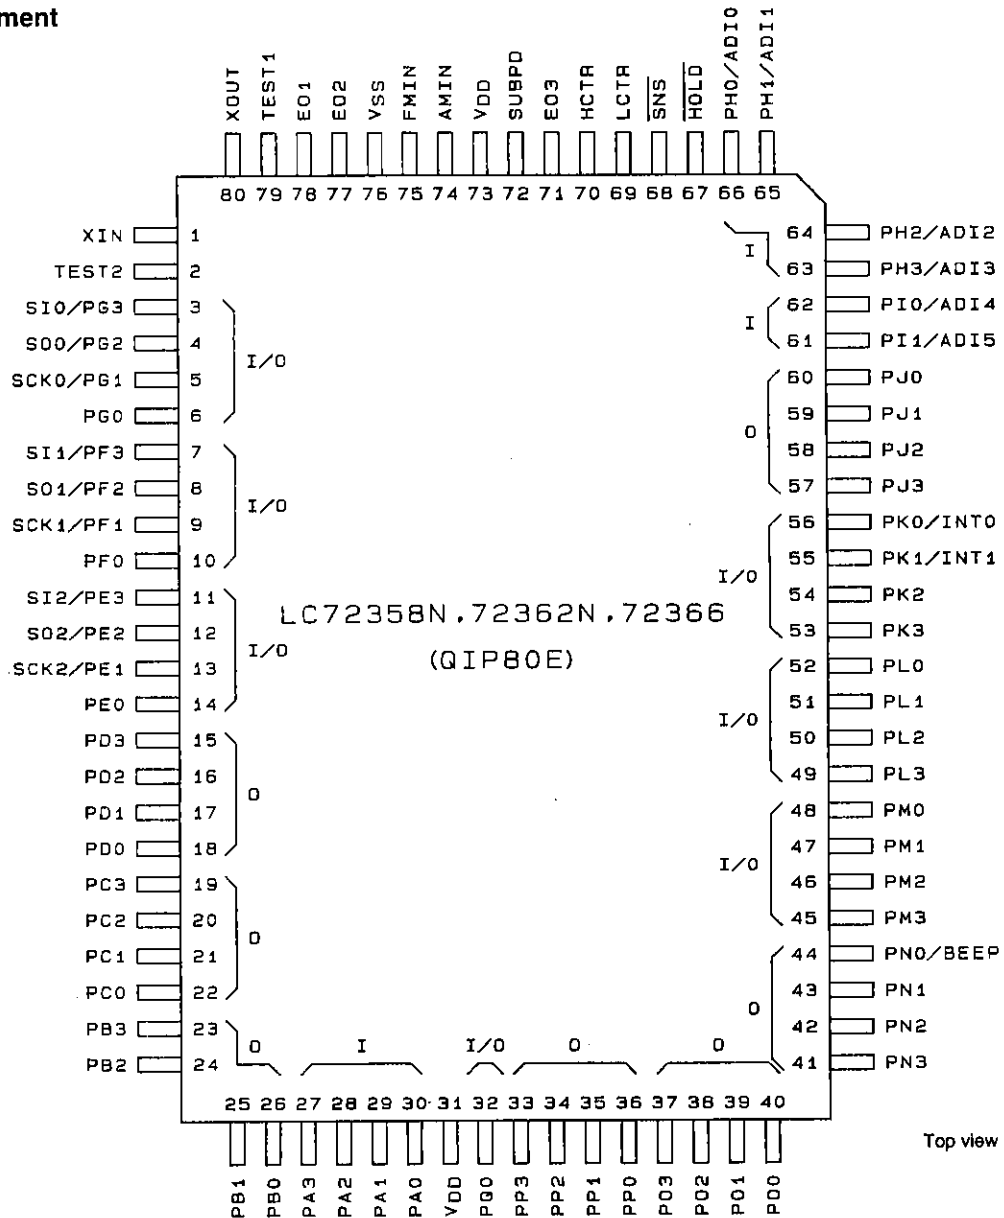 ment
XOUT TEST1 EO1 EO2 VSS FMIN AMIN VDD SUBPD EO3 HCTR LCTR SNS HOLD PH0/ADI0 PH1/ADI1
80 79 78 77 76 75 74 73 72 71 70 69 68 67 66 65
XIN 1 64 PH2/ADI2
I
TEST2 2 63 PH3/ADI3
SI0/PG3 3 62 PI0/ADI4
I
SO0/PG2 4 61 PI1/ADI5
I/O
SCK0/PG1 5 60 PJ0
PG0 6 59 PJ1
O
SI1/PF3 7 58 PJ2
SO1/PF2 8 57 PJ3
I/O
SCK1/PF1 9 56 PK0/INT0
PF0 10 55 PK1/INT1
I/O
SI2/PE3 11 54 PK2
LC72358N, 72362N, 72366
SO2/PE2 12 53 PK3
I/O
(QIP80E)
SCK2/PE1 13 52 PL0
PE0 14 51 PL1
I/O
PD3 15 50 PL2
PD2 16 49 PL3
O
PD1 17 48 PM0
PD0 18 47 PM1
I/O
PC3 19 46 PM2
PC2 20 45 PM3
O
PC1 21 44 PN0/BEEP
PC0 22 43 PN1
O
PB3 23 42 PN2
O I I/O O O
PB2 24 41 PN3
25 26 27 28 29 30 31 32 33 34 35 36 37 38 39 40
PB1 PB0 PA3 PA2 PA1 PA0 VDD PQ0 PP3 PP2 PP1 PP0 PO3 PO2 PO1 PO0
Top view